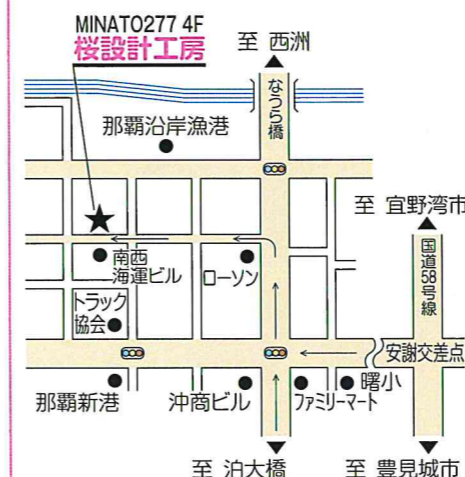 MINATO277 4F
桜設計工房
至 西洲
なうら橋
那覇沿岸漁港
至 宜野湾市
国道58号線
南西
海運ビル
ローソン
トラック
協会
安謝交差点
那覇新港
沖商ビル
ファミリーマート
曙小
至 泊大橋
至 豊見城市